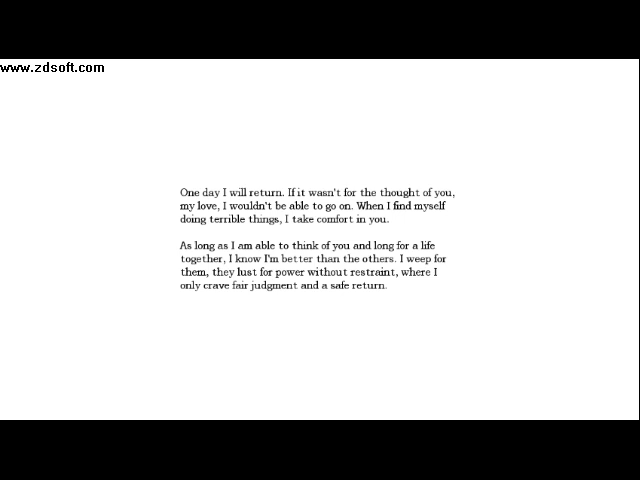 www.zdsoft.com
One day I will return. If it wasn't for the thought of you,
my love, I wouldn't be able to go on. When I find myself
doing terrible things, I take comfort in you.
As long as I am able to think of you and long for a life
together, I know I'm better than the others. I weep for
them, they lust for power without restraint, where I
only crave fair judgment and a safe return.